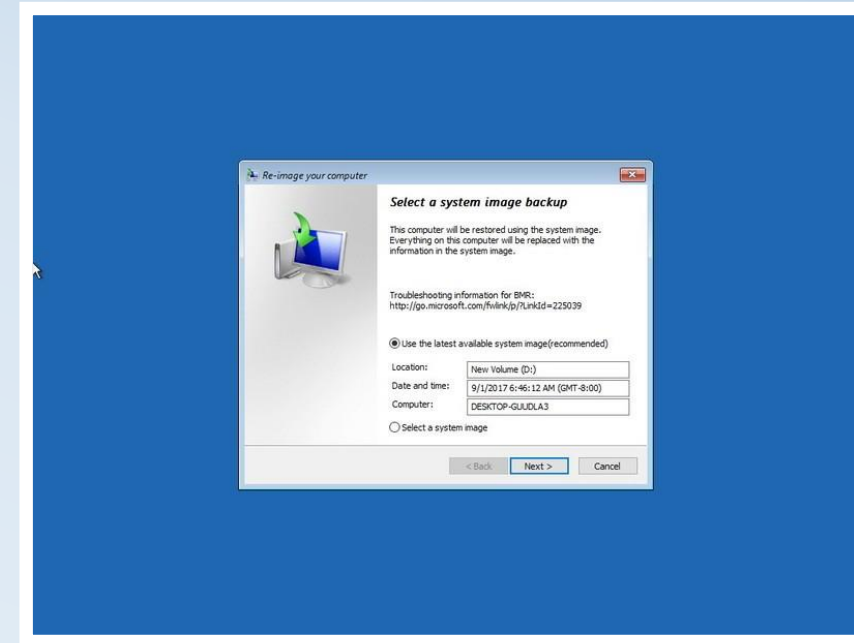 Re-image your computer
Select a system image backup
This computer will be restored using the system image.
Everything on this computer will be replaced with the
information in the system image.
Troubleshooting information for BMR:
http://go.microsoft.com/fwlink/p/?LinkId=225039
Use the latest available system image(recommended)
Location: New Volume (D:)
Date and time: 9/1/2017 6:46:12 AM (GMT-8:00)
Computer: DESKTOP-GUUDLA3
Select a system image
< Back Next > Cancel